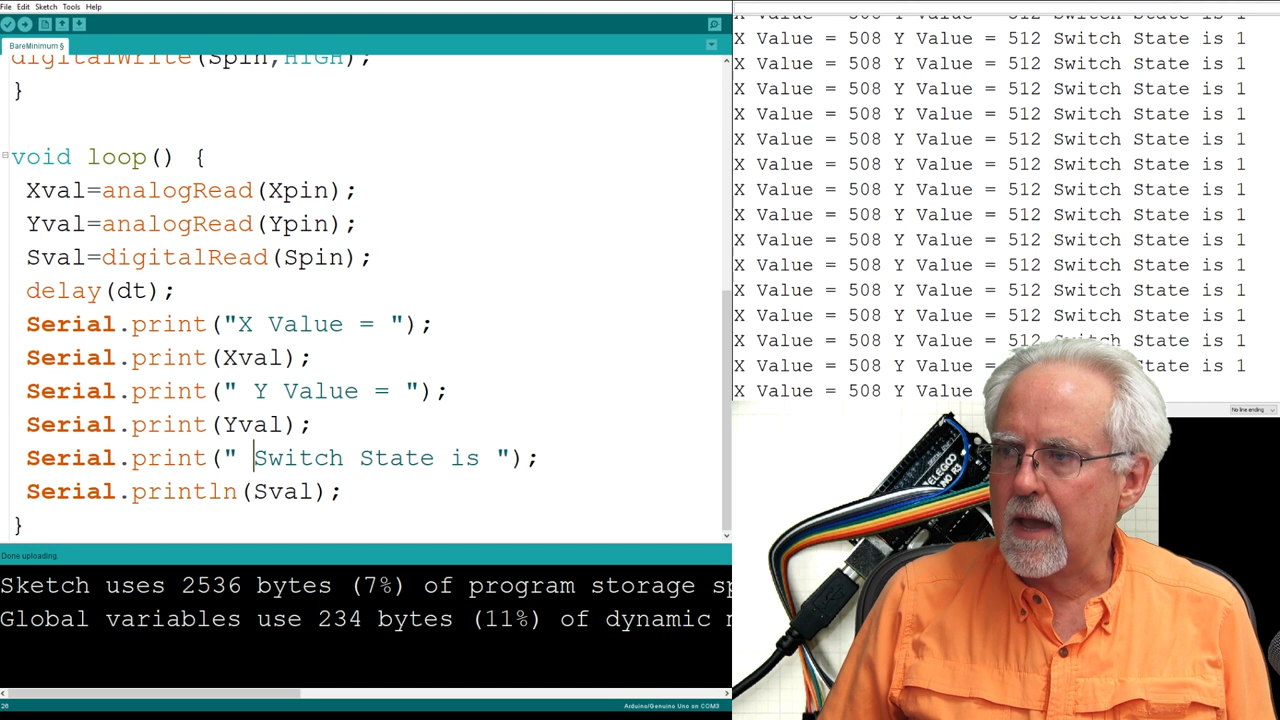 File Edit Sketch Tools Help
BareMinimum §
digitalWrite(Spin,HIGH);
}
void loop() {
Xval=analogRead(Xpin);
Yval=analogRead(Ypin);
Sval=digitalRead(Spin);
delay(dt);
Serial.print("X Value = ");
Serial.print(Xval);
Serial.print(" Y Value = ");
Serial.print(Yval);
Serial.print(" Switch State is ");
Serial.println(Sval);
}
Done uploading.
Sketch uses 2536 bytes (7%) of program storage sp
Global variables use 234 bytes (11%) of dynamic
28
Arduino/Genuino Uno on COM3
X Value = 508 Y Value = 512 Switch State is 1
X Value = 508 Y Value = 512 Switch State is 1
X Value = 508 Y Value = 512 Switch State is 1
X Value = 508 Y Value = 512 Switch State is 1
X Value = 508 Y Value = 512 Switch State is 1
X Value = 508 Y Value = 512 Switch State is 1
X Value = 508 Y Value = 512 Switch State is 1
X Value = 508 Y Value = 512 Switch State is 1
X Value = 508 Y Value = 512 Switch State is 1
X Value = 508 Y Value = 512 Switch State is 1
X Value = 508 Y Value = 512 Switch State is 1
X Value = 508 Y Value = 512 Switch State is 1
X Value = 508 Y Value = 512 Switch State is 1
X Value = 508 Y Value = 512 Switch State is 1
X Value = 508 Y Value
No line ending
ELEGOO
UNO R3